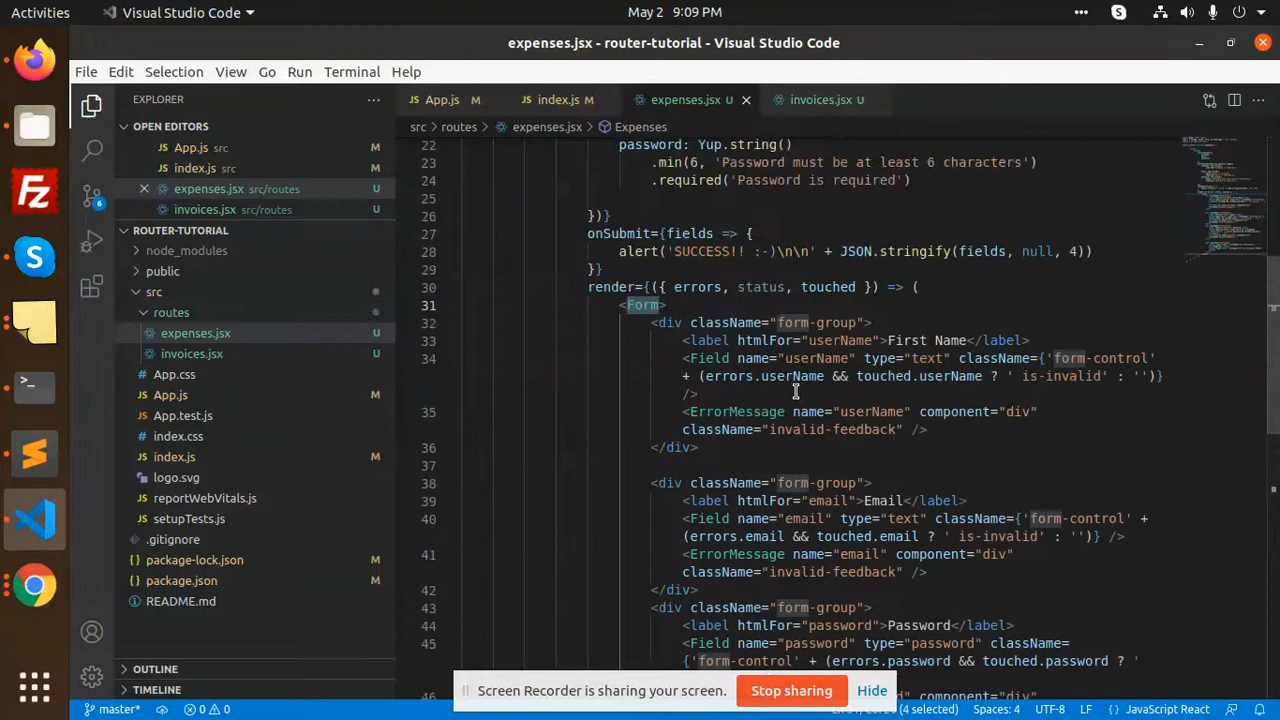 Activities
Visual Studio Code
May 2 9:09 PM
expenses.jsx - router-tutorial - Visual Studio Code
File Edit Selection View Go Run Terminal Help
EXPLORER
OPEN EDITORS
App.js src M
index.js src M
expenses.jsx src/routes U
invoices.jsx src/routes U
ROUTER-TUTORIAL
node_modules
public
src
routes
expenses.jsx U
invoices.jsx U
App.css
App.js M
App.test.js
index.css
index.js M
logo.svg
reportWebVitals.js
setupTests.js
.gitignore
package-lock.json M
package.json M
README.md
OUTLINE
TIMELINE
App.js M index.js M expenses.jsx U invoices.jsx U
src > routes > expenses.jsx > Expenses
22 password: Yup.string()
23 .min(6, 'Password must be at least 6 characters')
24 .required('Password is required')
25
26 })}
27 onSubmit={fields => {
28 alert('SUCCESS!! :-)\n\n' + JSON.stringify(fields, null, 4))
29 }}
30 render={({ errors, status, touched }) => (
31 <Form>
32 <div className="form-group">
33 <label htmlFor="userName">First Name</label>
34 <Field name="userName" type="text" className={'form-control'
+ (errors.userName && touched.userName ? ' is-invalid' : '')}
/>
35 <ErrorMessage name="userName" component="div"
className="invalid-feedback" />
36 </div>
37
38 <div className="form-group">
39 <label htmlFor="email">Email</label>
40 <Field name="email" type="text" className={'form-control' +
(errors.email && touched.email ? ' is-invalid' : '')} />
41 <ErrorMessage name="email" component="div"
className="invalid-feedback" />
42 </div>
43 <div className="form-group">
44 <label htmlFor="password">Password</label>
45 <Field name="password" type="password" className=
{'form-control' + (errors.password && touched.password ? '
46
Screen Recorder is sharing your screen. Stop sharing Hide
master* 0 0
(4 selected) Spaces: 4 UTF-8 LF JavaScript React